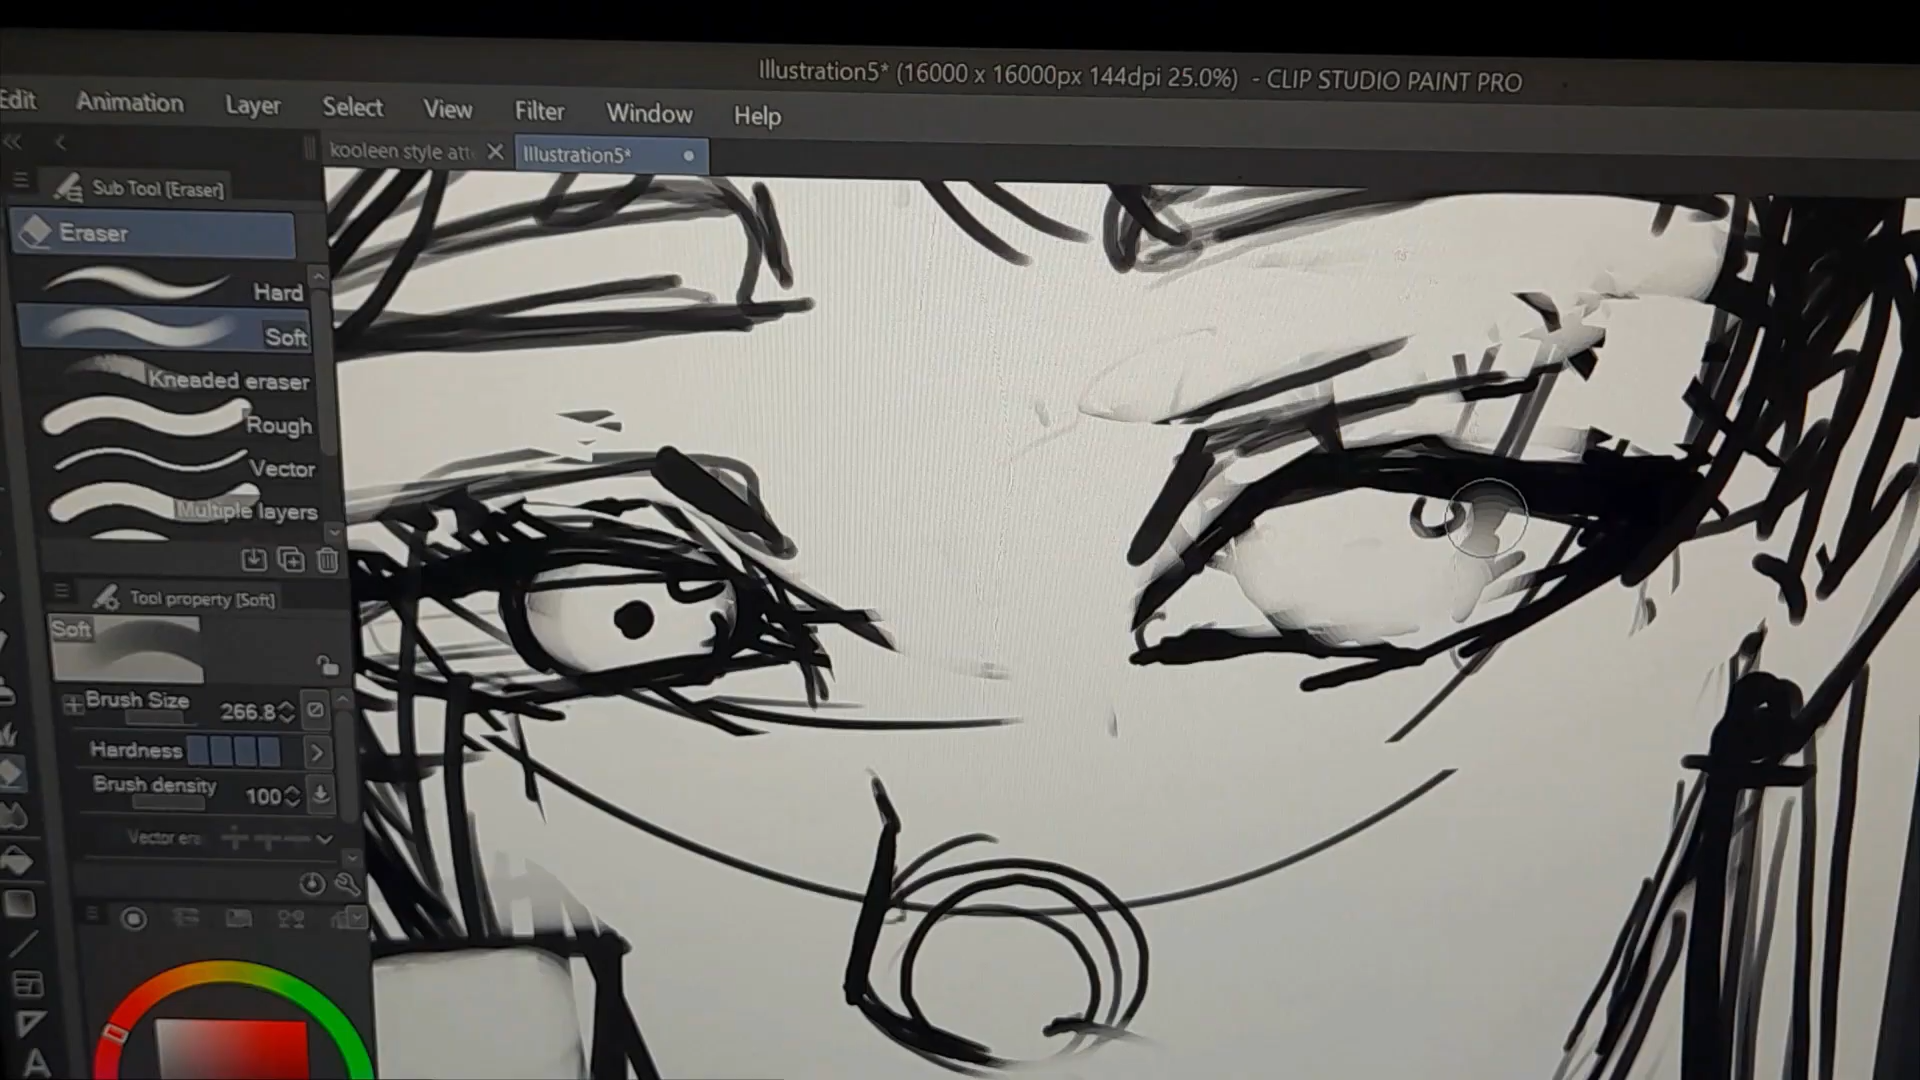 Illustration5* (16000 x 16000px 144dpi 25.0%) - CLIP STUDIO PAINT PRO
Edit Animation Layer Select View Filter Window Help
kooleen style att Illustration5*
Sub Tool [Eraser]
Eraser
Hard
Soft
Kneaded eraser
Rough
Vector
Multiple layers
Tool property [Soft]
Soft
Brush Size 266.8
Hardness
Brush density 100
Vector era
A